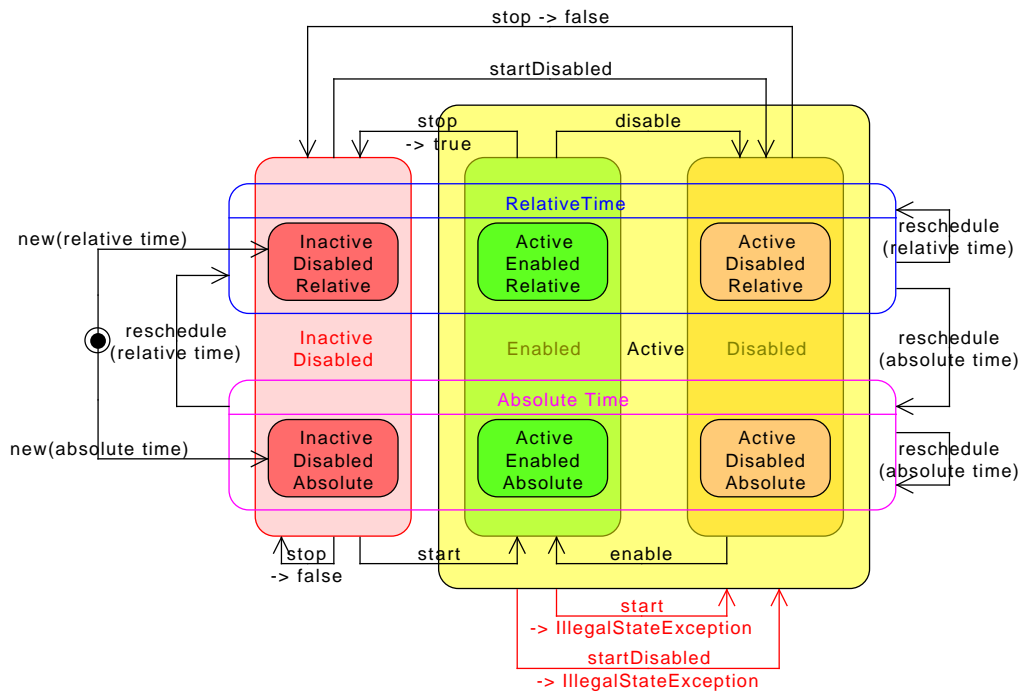 stop -> false
startDisabled
stop
-> true
disable
RelativeTime
new(relative time)
Inactive
Disabled
Relative
Active
Enabled
Relative
Active
Disabled
Relative
reschedule
(relative time)
reschedule
(relative time)
Inactive
Disabled
Enabled
Active
Disabled
reschedule
(absolute time)
Absolute Time
new(absolute time)
Inactive
Disabled
Absolute
Active
Enabled
Absolute
Active
Disabled
Absolute
reschedule
(absolute time)
stop
-> false
start
enable
start
-> IllegalStateException
startDisabled
-> IllegalStateException